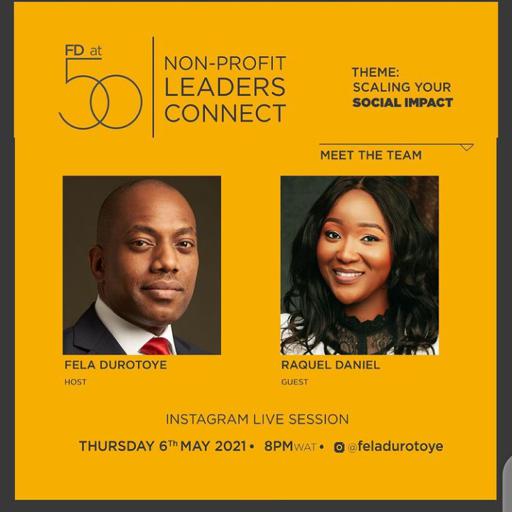 FD at
50
NON-PROFIT
LEADERS
CONNECT
THEME:
SCALING YOUR
SOCIAL IMPACT
MEET THE TEAM
FELA DUROTOYE
HOST
RAQUEL DANIEL
GUEST
INSTAGRAM LIVE SESSION
THURSDAY 6Th MAY 2021 • 8PM WAT • @feladurotoye